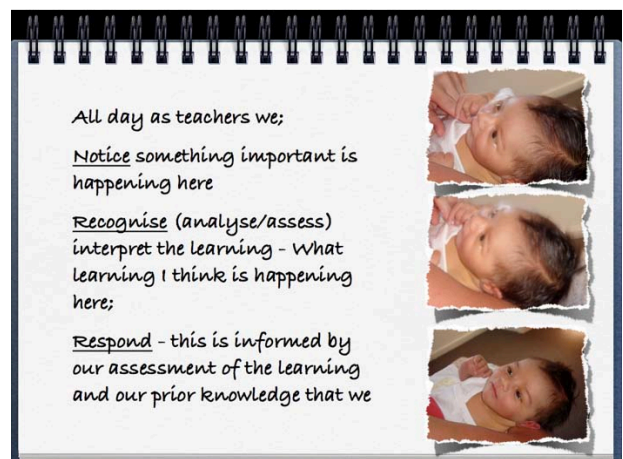 All day as teachers we;
Notice something important is
happening here
Recognise (analyse/assess)
interpret the learning - What
learning I think is happening
here;
Respond - this is informed by
our assessment of the learning
and our prior knowledge that we